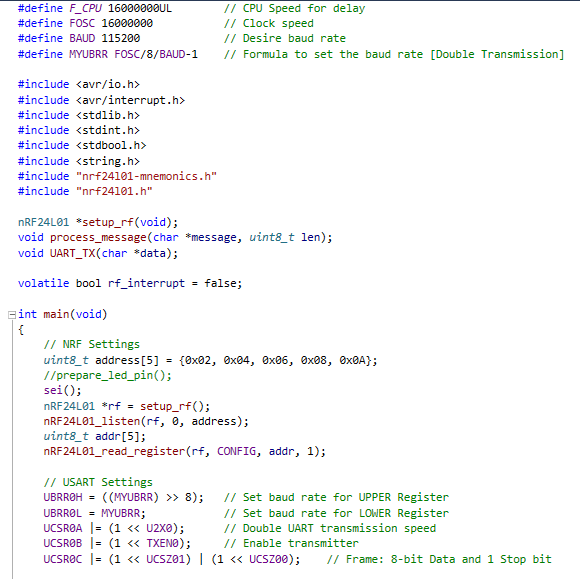 #define F_CPU 16000000UL // CPU Speed for delay
#define FOSC 16000000 // Clock speed
#define BAUD 115200 // Desire baud rate
#define MYUBRR FOSC/8/BAUD-1 // Formula to set the baud rate [Double Transmission]
#include <avr/io.h>
#include <avr/interrupt.h>
#include <stdlib.h>
#include <stdint.h>
#include <stdbool.h>
#include <string.h>
#include "nrf24l01-mnemonics.h"
#include "nrf24l01.h"
nRF24L01 *setup_rf(void);
void process_message(char *message, uint8_t len);
void UART_TX(char *data);
volatile bool rf_interrupt = false;
int main(void)
{
// NRF Settings
uint8_t address[5] = {0x02, 0x04, 0x06, 0x08, 0x0A};
//prepare_led_pin();
sei();
nRF24L01 *rf = setup_rf();
nRF24L01_listen(rf, 0, address);
uint8_t addr[5];
nRF24L01_read_register(rf, CONFIG, addr, 1);
// USART Settings
UBRR0H = ((MYUBRR) >> 8); // Set baud rate for UPPER Register
UBRR0L = MYUBRR; // Set baud rate for LOWER Register
UCSR0A |= (1 << U2X0); // Double UART transmission speed
UCSR0B |= (1 << TXEN0); // Enable transmitter
UCSR0C |= (1 << UCSZ01) | (1 << UCSZ00); // Frame: 8-bit Data and 1 Stop bit